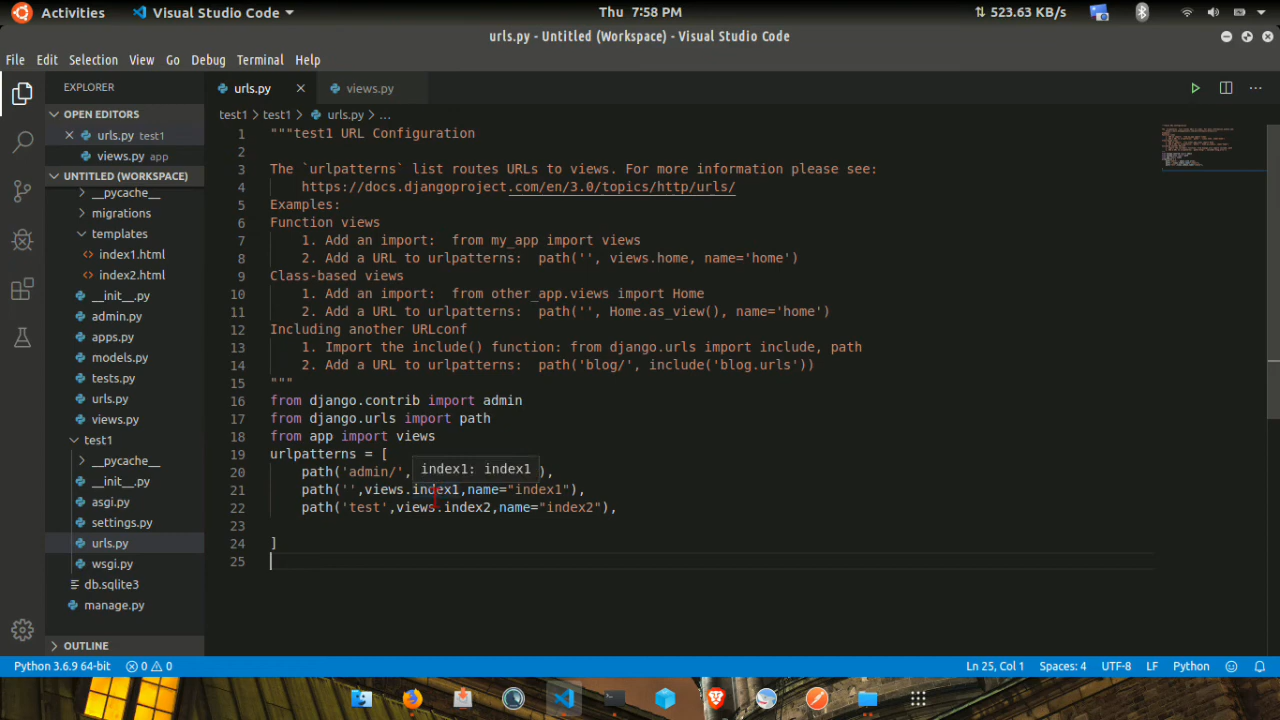 Activities
Visual Studio Code
Thu 7:58 PM
523.63 KB/s
urls.py - Untitled (Workspace) - Visual Studio Code
File Edit Selection View Go Debug Terminal Help
EXPLORER
urls.py
views.py
OPEN EDITORS
urls.py test1
views.py app
UNTITLED (WORKSPACE)
__pycache__
migrations
templates
index1.html
index2.html
__init__.py
admin.py
apps.py
models.py
tests.py
urls.py
views.py
test1
__pycache__
__init__.py
asgi.py
settings.py
urls.py
wsgi.py
db.sqlite3
manage.py
OUTLINE
test1 > test1 > urls.py > ...
1 """test1 URL Configuration
2
3 The `urlpatterns` list routes URLs to views. For more information please see:
4     https://docs.djangoproject.com/en/3.0/topics/http/urls/
5 Examples:
6 Function views
7     1. Add an import:  from my_app import views
8     2. Add a URL to urlpatterns:  path('', views.home, name='home')
9 Class-based views
10     1. Add an import:  from other_app.views import Home
11     2. Add a URL to urlpatterns:  path('', Home.as_view(), name='home')
12 Including another URLconf
13     1. Import the include() function: from django.urls import include, path
14     2. Add a URL to urlpatterns:  path('blog/', include('blog.urls'))
15 """
16 from django.contrib import admin
17 from django.urls import path
18 from app import views
19 urlpatterns = [
index1: index1
20     path('admin/', ),
21     path('',views.index1,name="index1"),
22     path('test',views.index2,name="index2"),
23
24 ]
25
Python 3.6.9 64-bit
0 0
Ln 25, Col 1
Spaces: 4
UTF-8
LF
Python